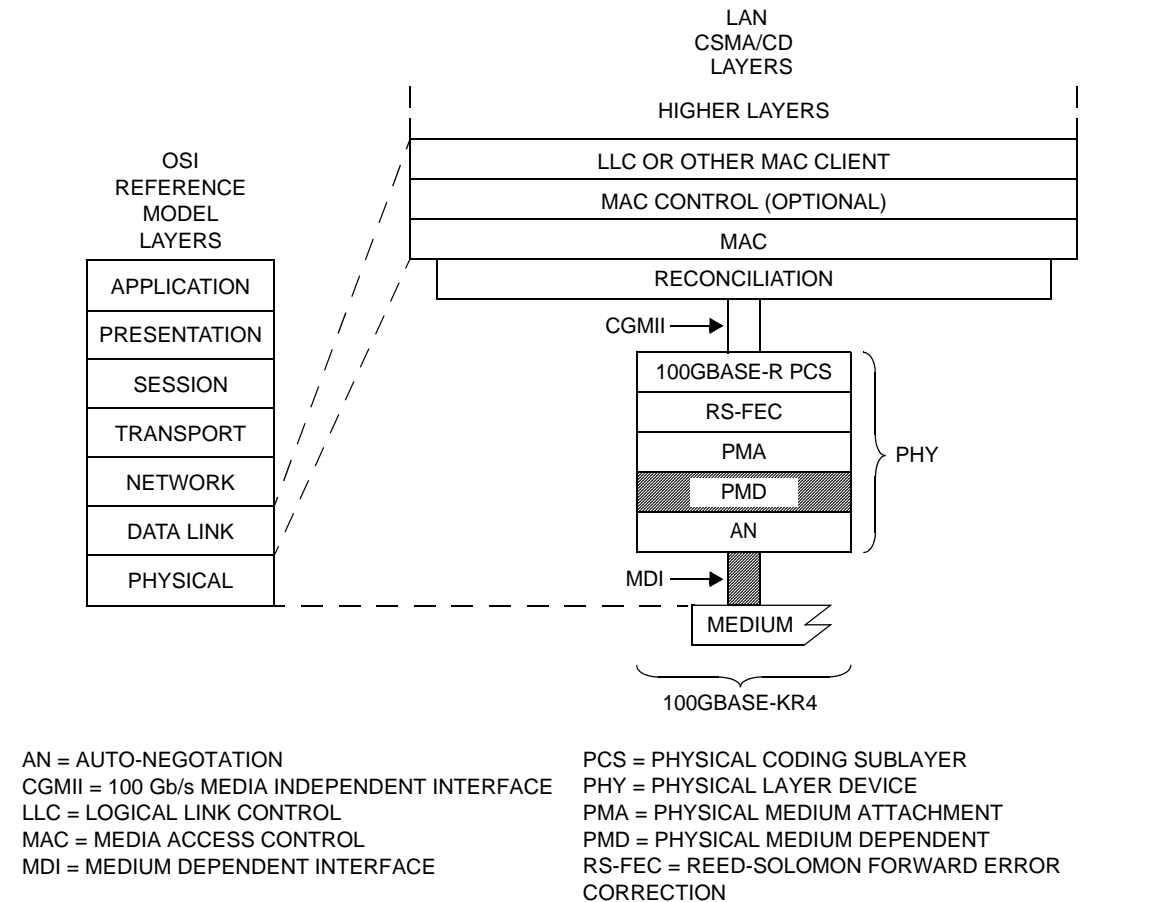 LAN
CSMA/CD
LAYERS
HIGHER LAYERS
LLC OR OTHER MAC CLIENT
MAC CONTROL (OPTIONAL)
MAC
RECONCILIATION
OSI
REFERENCE
MODEL
LAYERS
APPLICATION
PRESENTATION
SESSION
TRANSPORT
NETWORK
DATA LINK
PHYSICAL
CGMII
100GBASE-R PCS
RS-FEC
PMA
PMD
AN
PHY
MDI
MEDIUM
100GBASE-KR4
AN = AUTO-NEGOTATION
CGMII = 100 Gb/s MEDIA INDEPENDENT INTERFACE
LLC = LOGICAL LINK CONTROL
MAC = MEDIA ACCESS CONTROL
MDI = MEDIUM DEPENDENT INTERFACE
PCS = PHYSICAL CODING SUBLAYER
PHY = PHYSICAL LAYER DEVICE
PMA = PHYSICAL MEDIUM ATTACHMENT
PMD = PHYSICAL MEDIUM DEPENDENT
RS-FEC = REED-SOLOMON FORWARD ERROR
CORRECTION